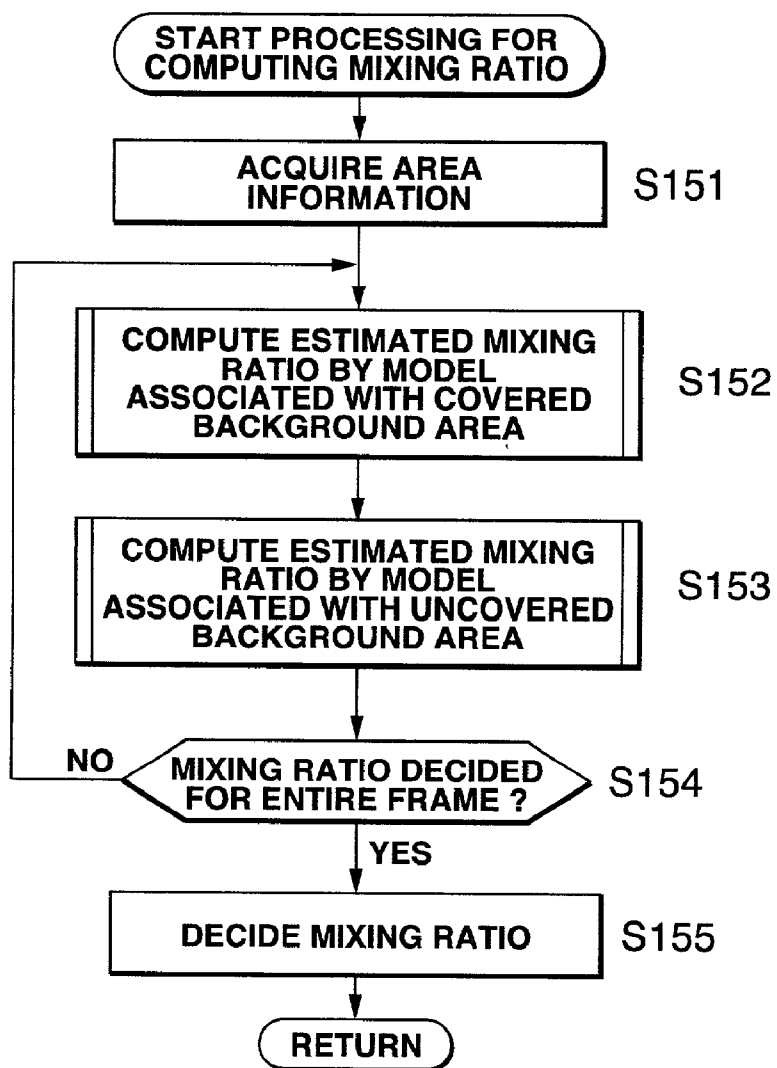 START PROCESSING FOR
COMPUTING MIXING RATIO
ACQUIRE AREA
INFORMATION
S151
COMPUTE ESTIMATED MIXING
RATIO BY MODEL
ASSOCIATED WITH COVERED
BACKGROUND AREA
S152
COMPUTE ESTIMATED MIXING
RATIO BY MODEL
ASSOCIATED WITH UNCOVERED
BACKGROUND AREA
S153
NO
MIXING RATIO DECIDED
FOR ENTIRE FRAME ?
S154
YES
DECIDE MIXING RATIO
S155
RETURN